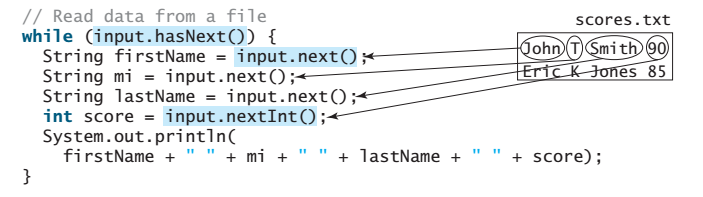 // Read data from a file
while (input.hasNext()) {
  String firstName = input.next();
  String mi = input.next();
  String lastName = input.next();
  int score = input.nextInt();
  System.out.println(
    firstName + " " + mi + " " + lastName + " " + score);
}
scores.txt
John T Smith 90
Eric K Jones 85